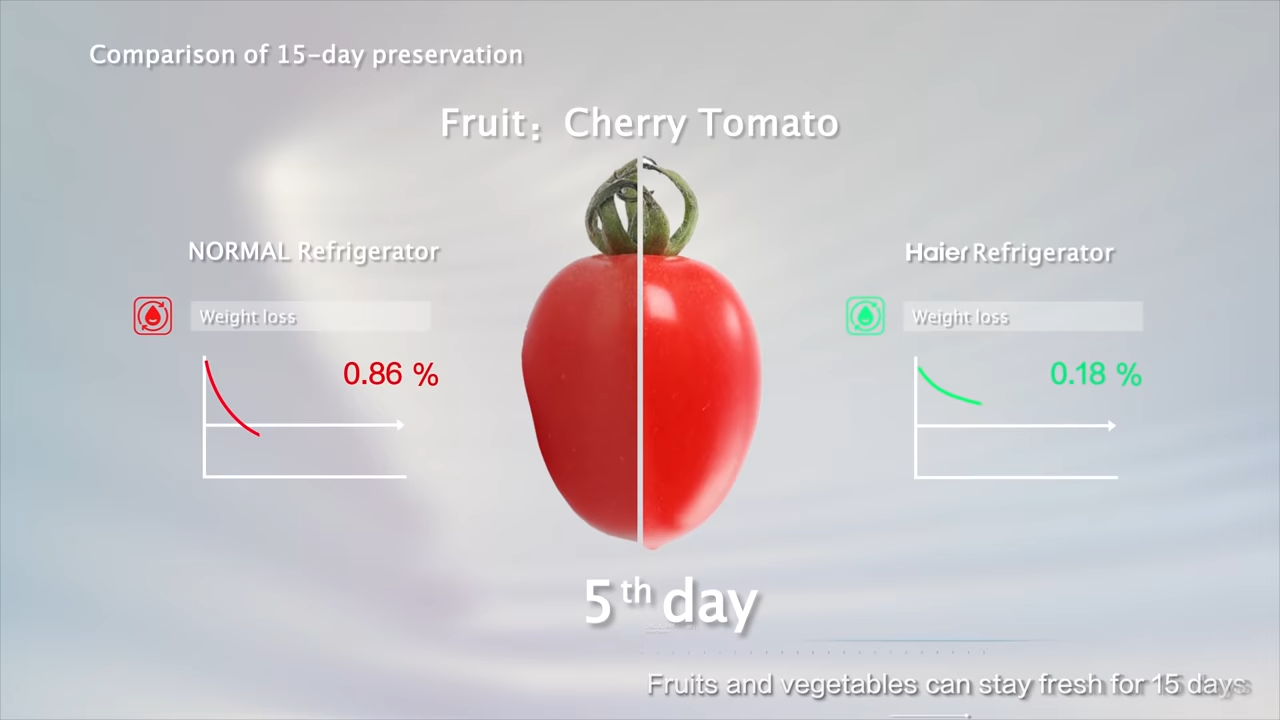 Comparison of 15-day preservation
Fruit：Cherry Tomato
NORMAL Refrigerator
Haier Refrigerator
Weight loss
Weight loss
0.86 %
0.18 %
5th day
Fruits and vegetables can stay fresh for 15 days